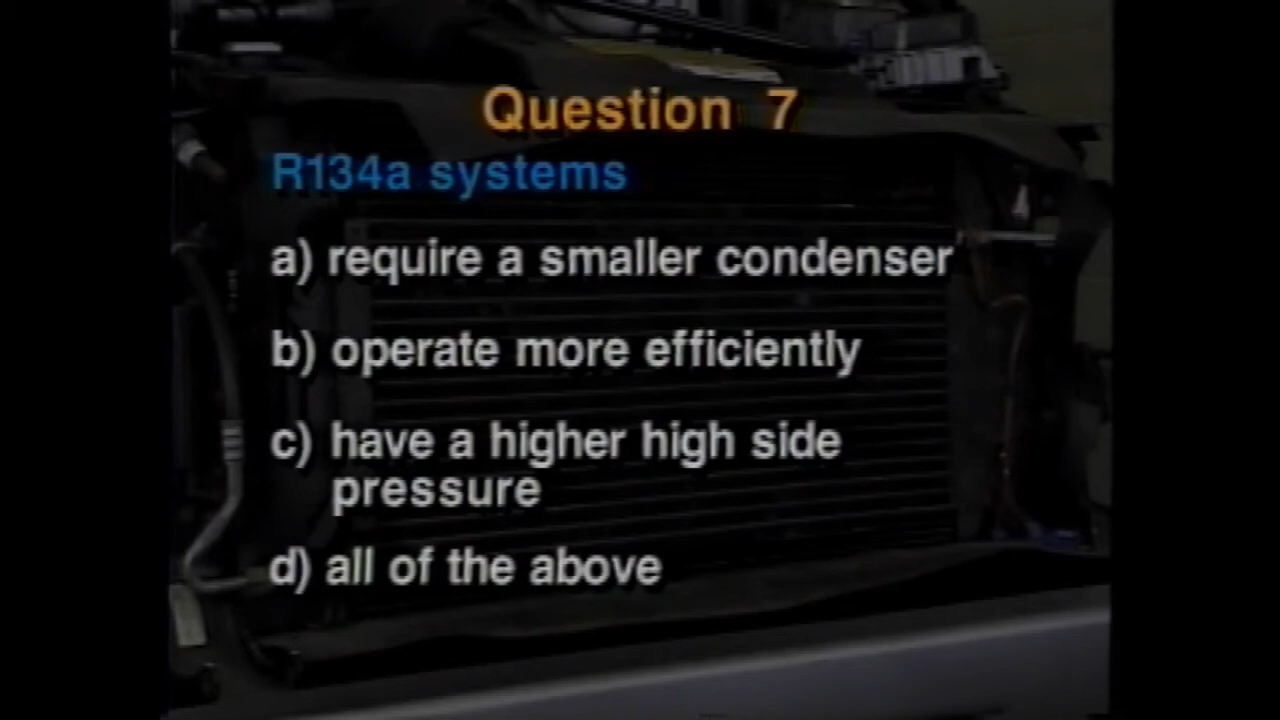 Question 7
R134a systems
a) require a smaller condenser
b) operate more efficiently
c) have a higher high side
pressure
d) all of the above